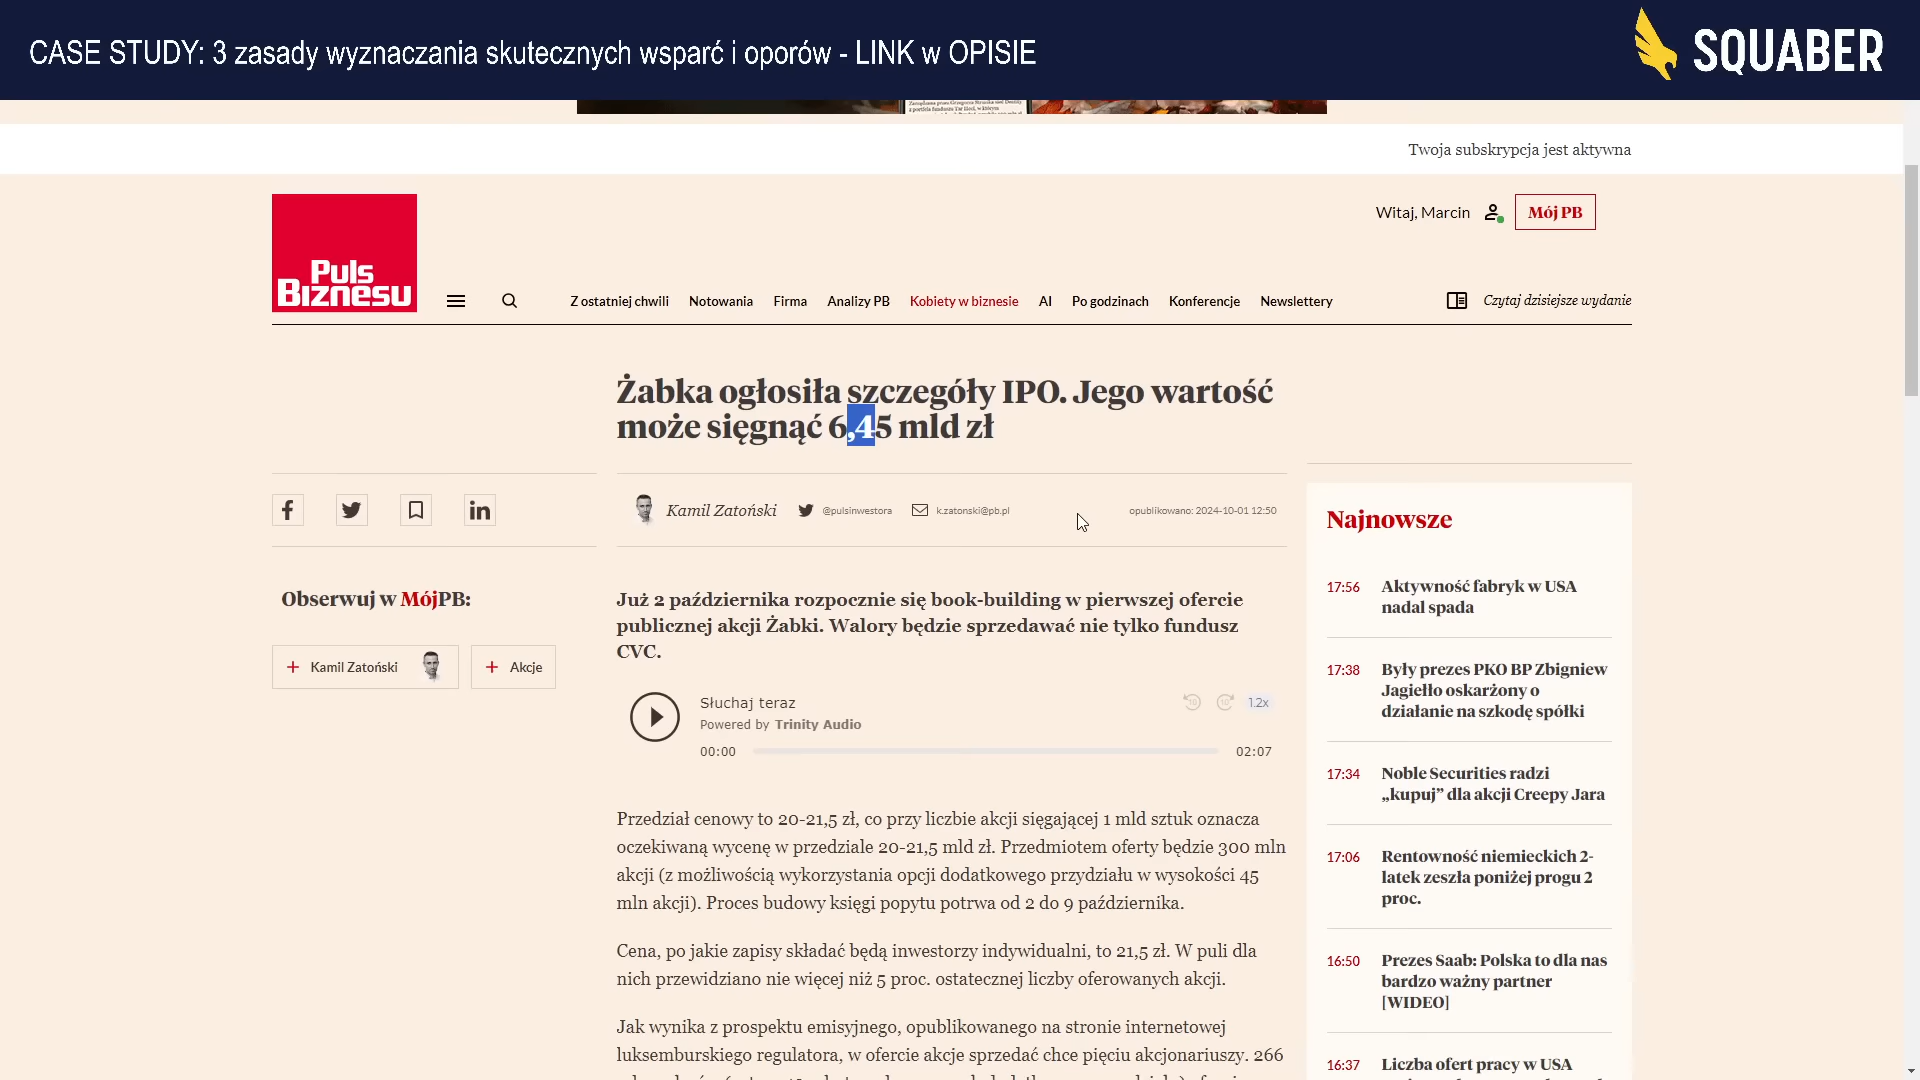 CASE STUDY: 3 zasady wyznaczania skutecznych wsparć i oporów - LINK w OPISIE
SQUABER
Twoja subskrypcja jest aktywna
Witaj, Marcin
Mój PB
Puls
Biznesu
Z ostatniej chwili
Notowania
Firma
Analizy PB
Kobiety w biznesie
AI
Po godzinach
Konferencje
Newslettery
Czytaj dzisiejsze wydanie
Żabka ogłosiła szczegóły IPO. Jego wartość
może sięgnąć 6,45 mld zł
Kamil Zatoński
@pulsinwestora
k.zatonski@pb.pl
opublikowano: 2024-10-01 12:50
Obserwuj w MójPB:
+ Kamil Zatoński
+ Akcje
Już 2 października rozpocznie się book-building w pierwszej ofercie
publicznej akcji Żabki. Walory będzie sprzedawać nie tylko fundusz
CVC.
Słuchaj teraz
Powered by Trinity Audio
10
10
1.2x
00:00
02:07
Przedział cenowy to 20-21,5 zł, co przy liczbie akcji sięgającej 1 mld sztuk oznacza
oczekiwaną wycenę w przedziale 20-21,5 mld zł. Przedmiotem oferty będzie 300 mln
akcji (z możliwością wykorzystania opcji dodatkowego przydziału w wysokości 45
mln akcji). Proces budowy księgi popytu potrwa od 2 do 9 października.
Cena, po jakie zapisy składać będą inwestorzy indywidualni, to 21,5 zł. W puli dla
nich przewidziano nie więcej niż 5 proc. ostatecznej liczby oferowanych akcji.
Jak wynika z prospektu emisyjnego, opublikowanego na stronie internetowej
luksemburskiego regulatora, w ofercie akcje sprzedać chce pięciu akcjonariuszy. 266
Najnowsze
17:56
Aktywność fabryk w USA
nadal spada
17:38
Były prezes PKO BP Zbigniew
Jagiełło oskarżony o
działanie na szkodę spółki
17:34
Noble Securities radzi
„kupuj” dla akcji Creepy Jara
17:06
Rentowność niemieckich 2-
latek zeszła poniżej progu 2
proc.
16:50
Prezes Saab: Polska to dla nas
bardzo ważny partner
[WIDEO]
16:37
Liczba ofert pracy w USA